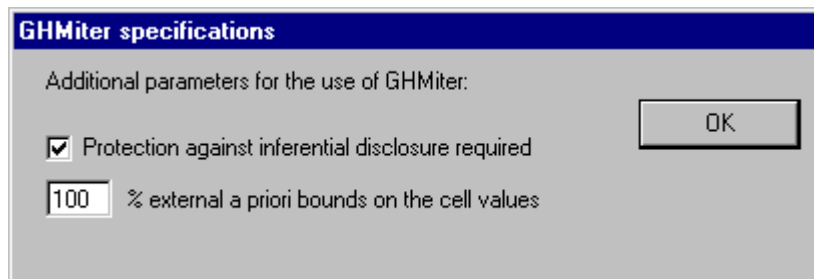 GHMiter specifications
Additional parameters for the use of GHMiter:
OK
Protection against inferential disclosure required
100 % external a priori bounds on the cell values